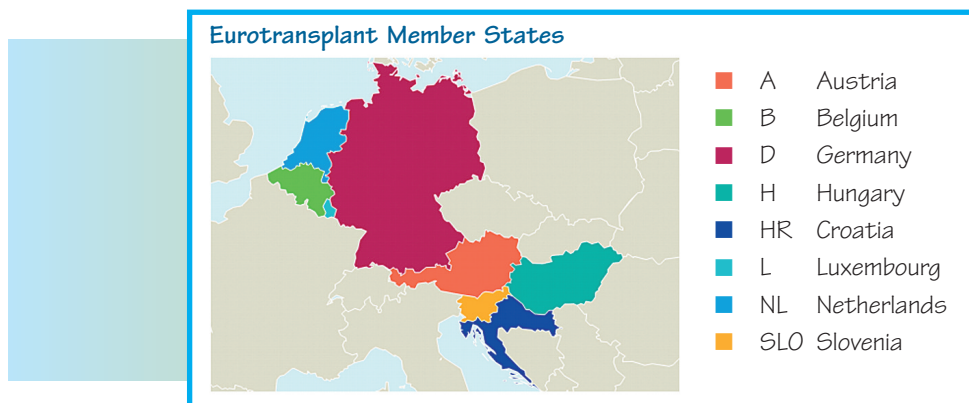 Eurotransplant Member States
A Austria
B Belgium
D Germany
H Hungary
HR Croatia
L Luxembourg
NL Netherlands
SLO Slovenia